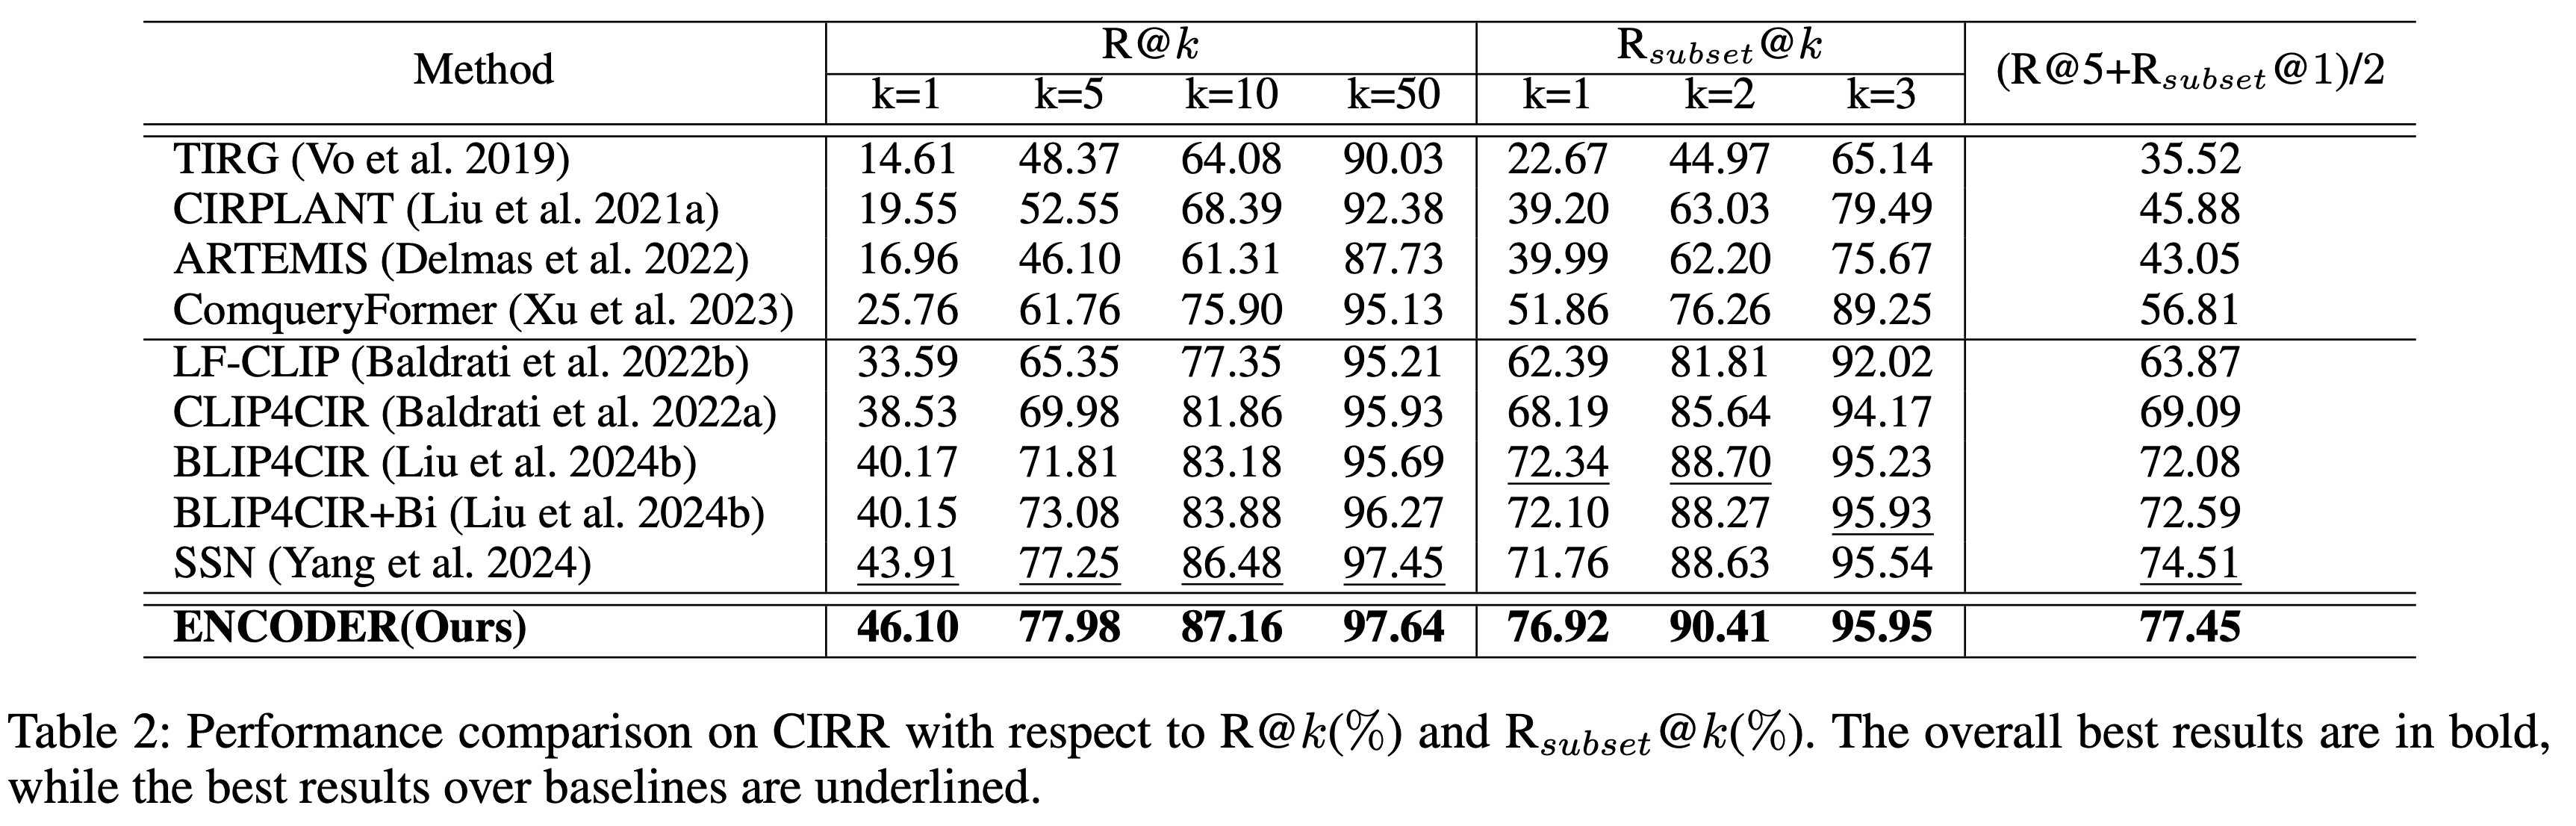 Method R@k R_subset@k (R@5+R_subset@1)/2
k=1 k=5 k=10 k=50 k=1 k=2 k=3
TIRG (Vo et al. 2019) 14.61 48.37 64.08 90.03 22.67 44.97 65.14 35.52
CIRPLANT (Liu et al. 2021a) 19.55 52.55 68.39 92.38 39.20 63.03 79.49 45.88
ARTEMIS (Delmas et al. 2022) 16.96 46.10 61.31 87.73 39.99 62.20 75.67 43.05
ComqueryFormer (Xu et al. 2023) 25.76 61.76 75.90 95.13 51.86 76.26 89.25 56.81
LF-CLIP (Baldrati et al. 2022b) 33.59 65.35 77.35 95.21 62.39 81.81 92.02 63.87
CLIP4CIR (Baldrati et al. 2022a) 38.53 69.98 81.86 95.93 68.19 85.64 94.17 69.09
BLIP4CIR (Liu et al. 2024b) 40.17 71.81 83.18 95.69 72.34 88.70 95.23 72.08
BLIP4CIR+Bi (Liu et al. 2024b) 40.15 73.08 83.88 96.27 72.10 88.27 95.93 72.59
SSN (Yang et al. 2024) 43.91 77.25 86.48 97.45 71.76 88.63 95.54 74.51
ENCODER(Ours) 46.10 77.98 87.16 97.64 76.92 90.41 95.95 77.45
Table 2: Performance comparison on CIRR with respect to R@k(%) and R_subset@k(%). The overall best results are in bold,
while the best results over baselines are underlined.